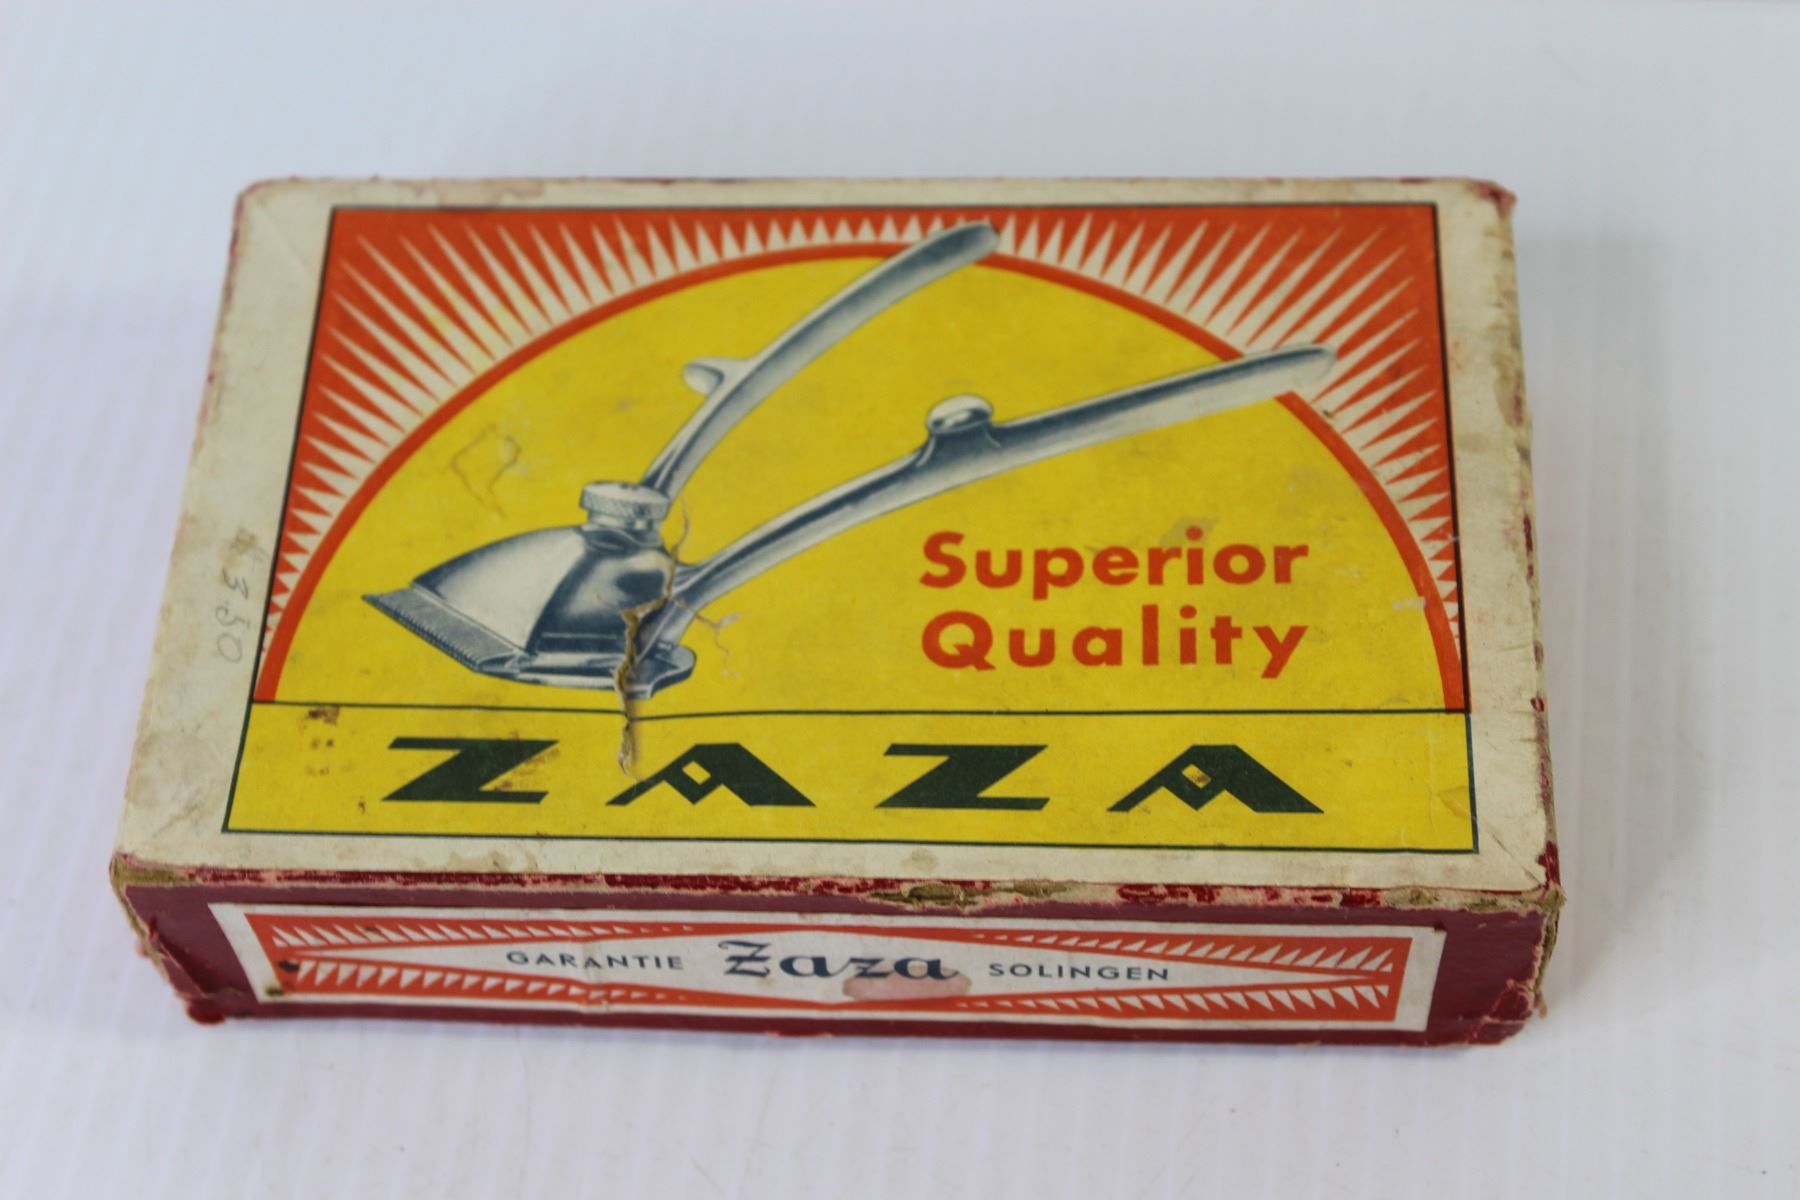 Superior
Quality
ZAZA
GARANTIE Zaza SOLINGEN